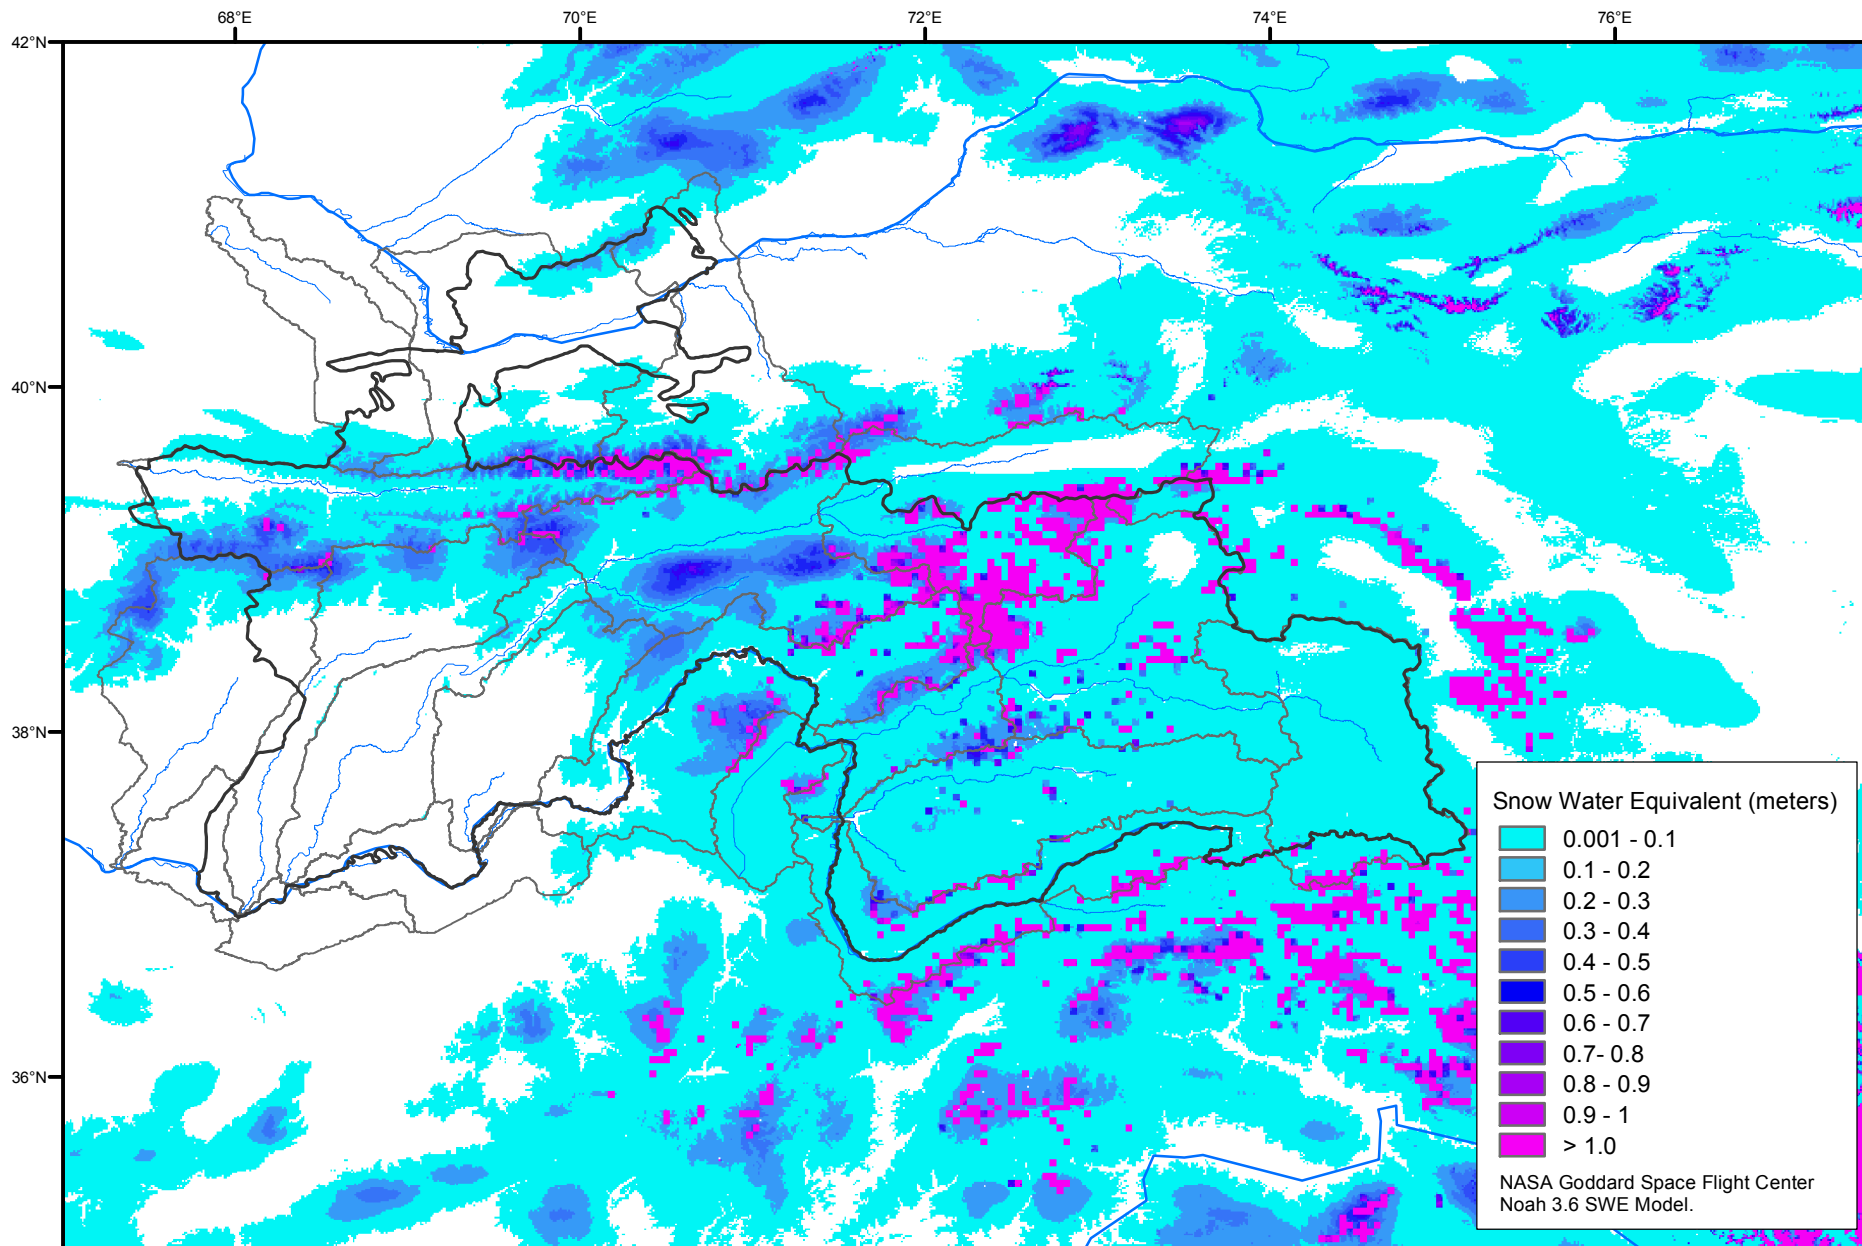 68°E
70°E
72°E
74°E
76°E
42°N
40°N
38°N
36°N
Snow Water Equivalent (meters)
0.001 - 0.1
0.1 - 0.2
0.2 - 0.3
0.3 - 0.4
0.4 - 0.5
0.5 - 0.6
0.6 - 0.7
0.7- 0.8
0.8 - 0.9
0.9 - 1
> 1.0
NASA Goddard Space Flight Center
Noah 3.6 SWE Model.